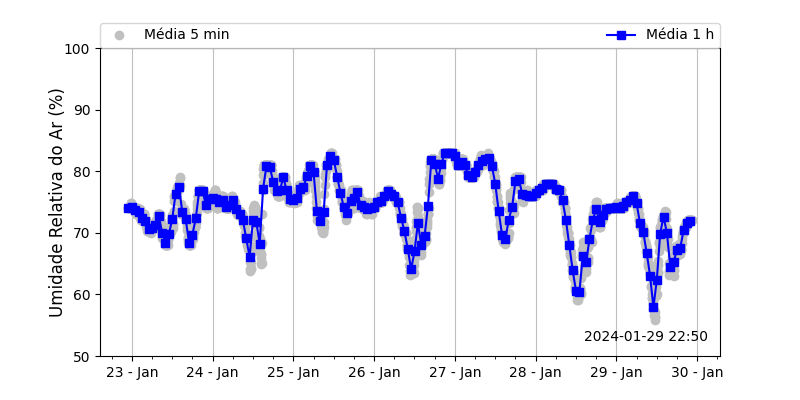 Média 5 min
Média 1 h
Umidade Relativa do Ar (%)
100
90
80
70
60
50
2024-01-29 22:50
23 - Jan
24 - Jan
25 - Jan
26 - Jan
27 - Jan
28 - Jan
29 - Jan
30 - Jan